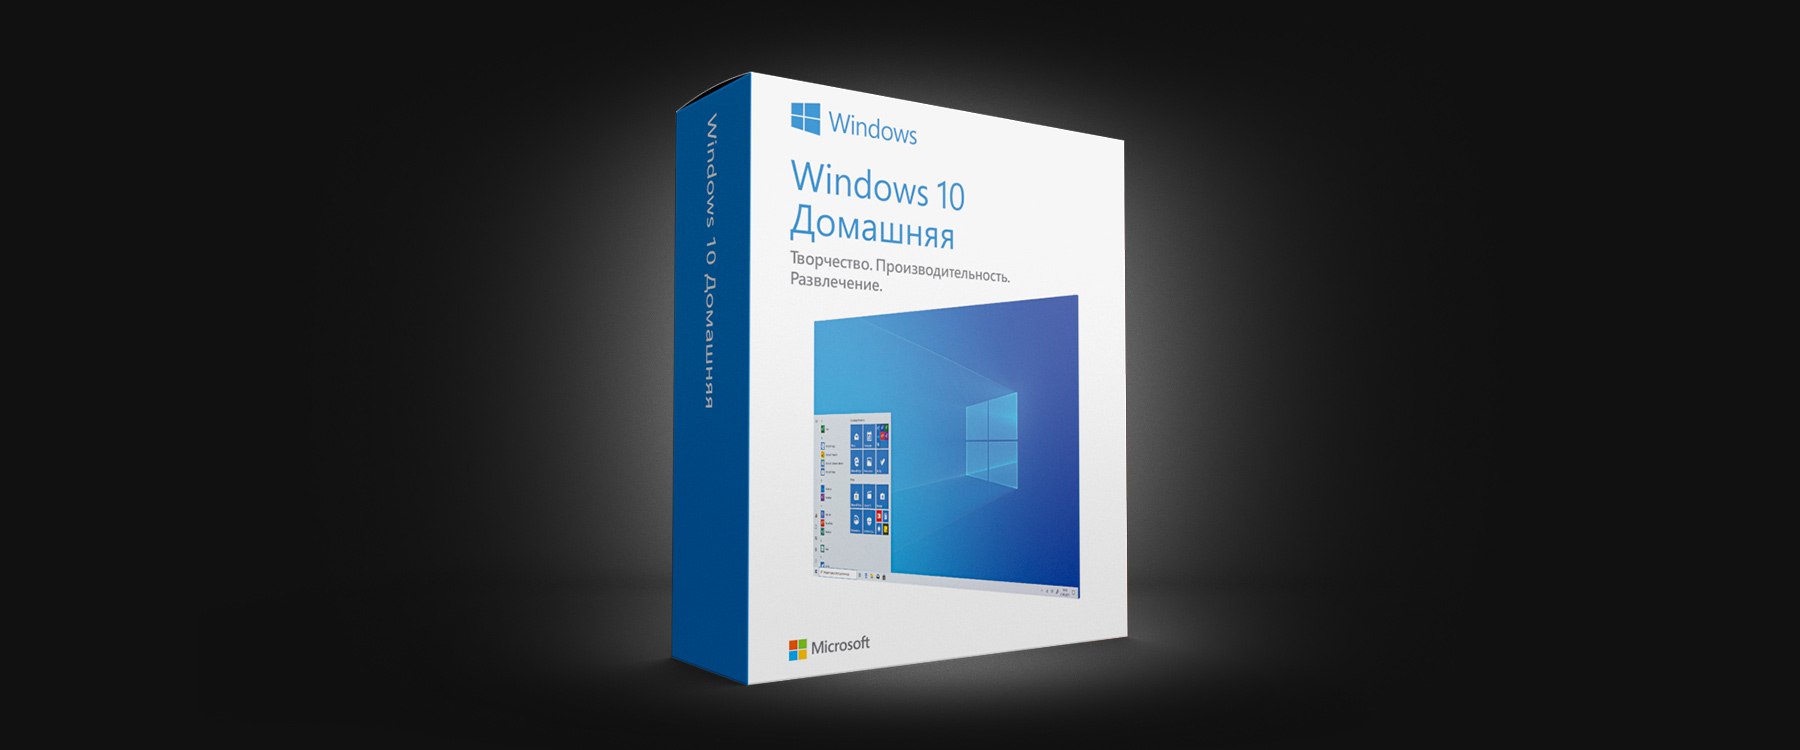 Windows
Windows 10
Домашняя
Творчество. Производительность.
Развлечение.
Microsoft
Windows 10 Домашняя